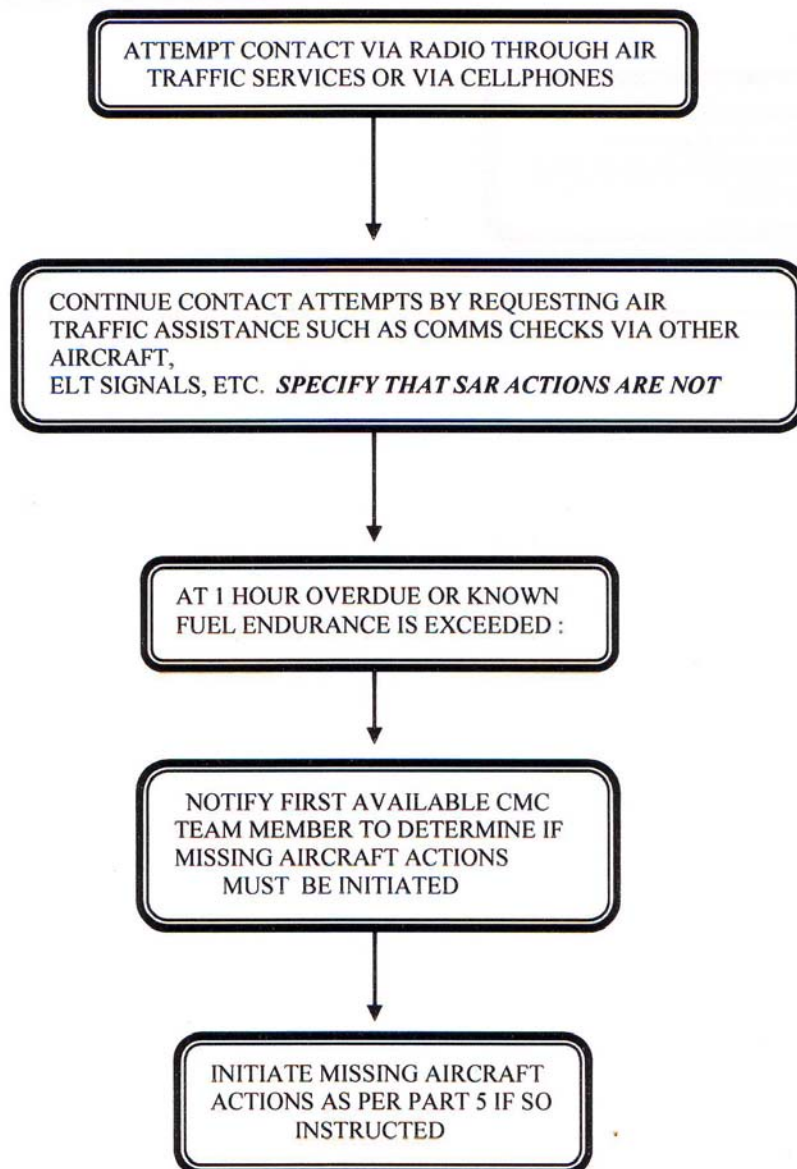 ATTEMPT CONTACT VIA RADIO THROUGH AIR
TRAFFIC SERVICES OR VIA CELLPHONES
CONTINUE CONTACT ATTEMPTS BY REQUESTING AIR
TRAFFIC ASSISTANCE SUCH AS COMMS CHECKS VIA OTHER
AIRCRAFT,
ELT SIGNALS, ETC. SPECIFY THAT SAR ACTIONS ARE NOT
AT 1 HOUR OVERDUE OR KNOWN
FUEL ENDURANCE IS EXCEEDED :
NOTIFY FIRST AVAILABLE CMC
TEAM MEMBER TO DETERMINE IF
MISSING AIRCRAFT ACTIONS
MUST BE INITIATED
INITIATE MISSING AIRCRAFT
ACTIONS AS PER PART 5 IF SO
INSTRUCTED